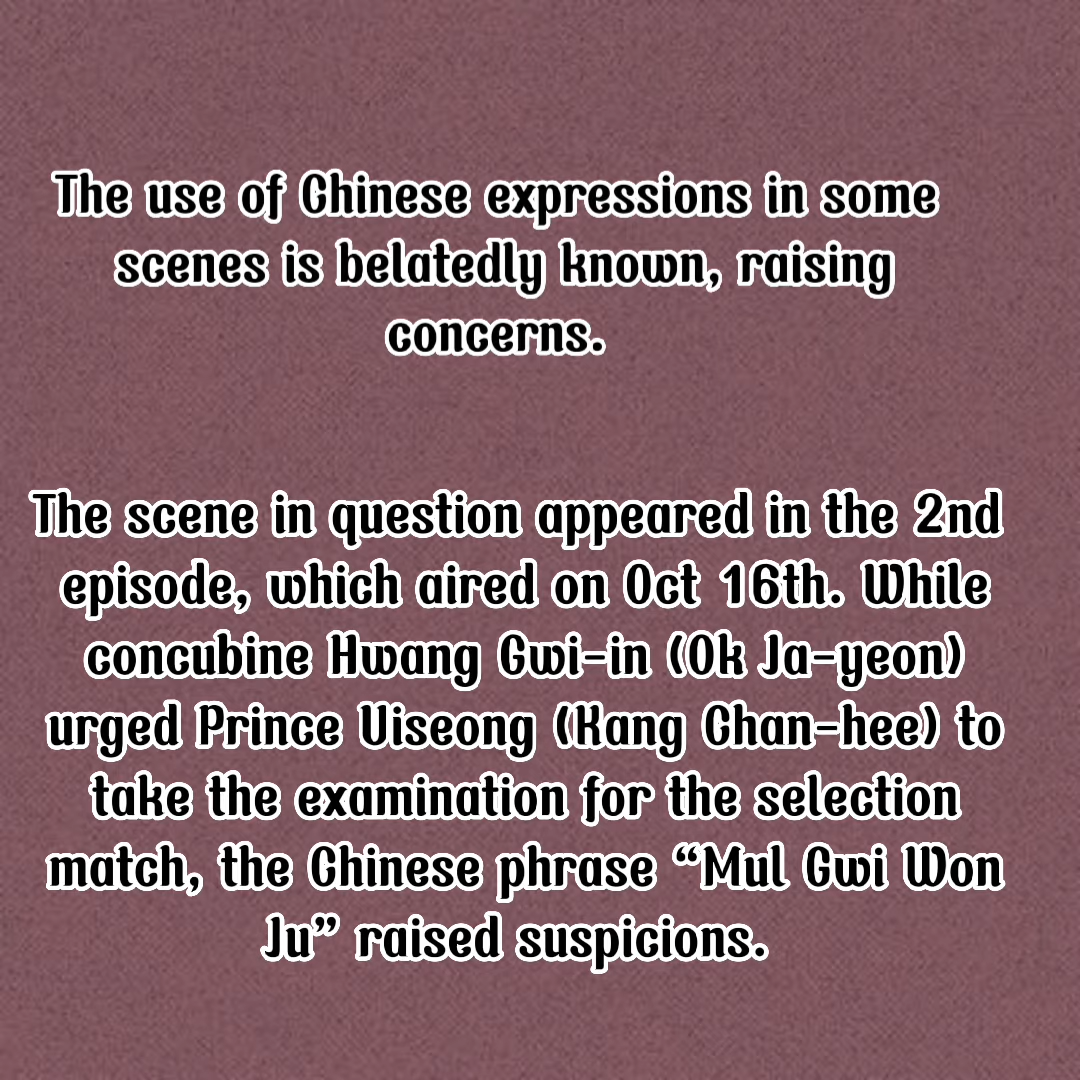 The use of Chinese expressions in some
scenes is belatedly known, raising
concerns.
The scene in question appeared in the 2nd
episode, which aired on Oct 16th. While
concubine Hwang Gwi-in (Ok Ja-yeon)
urged Prince Uiseong (Kang Chan-hee) to
take the examination for the selection
match, the Chinese phrase “Mul Gwi Won
Ju” raised suspicions.